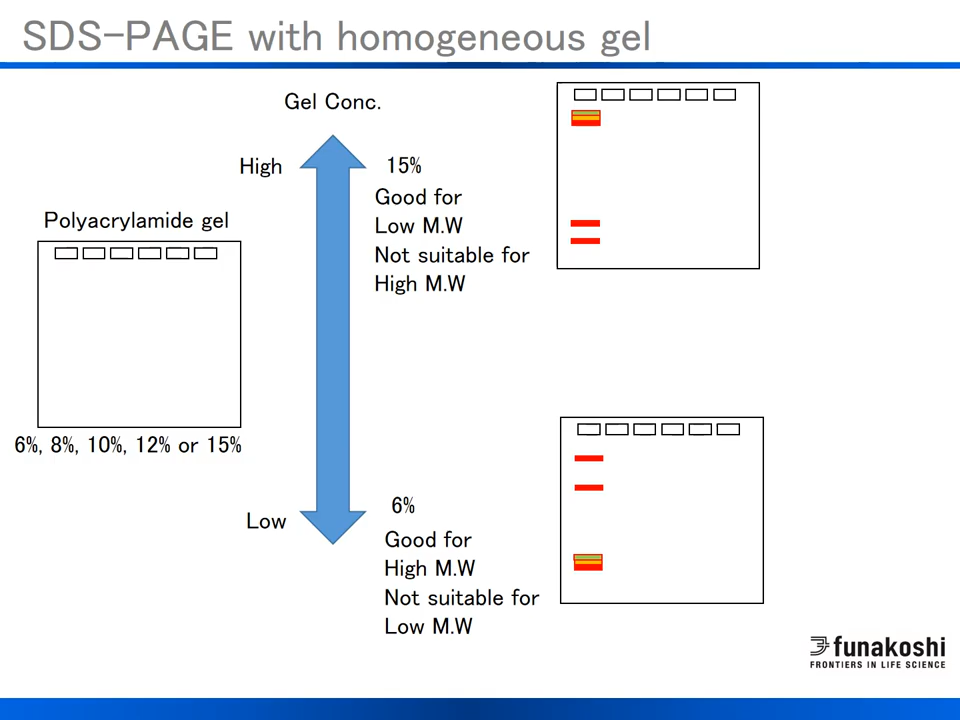 SDS-PAGE with homogeneous gel
Gel Conc.
High
15%
Good for
Low M.W
Not suitable for
High M.W
Polyacrylamide gel
6%, 8%, 10%, 12% or 15%
Low
6%
Good for
High M.W
Not suitable for
Low M.W
funakoshi
FRONTIERS IN LIFE SCIENCE